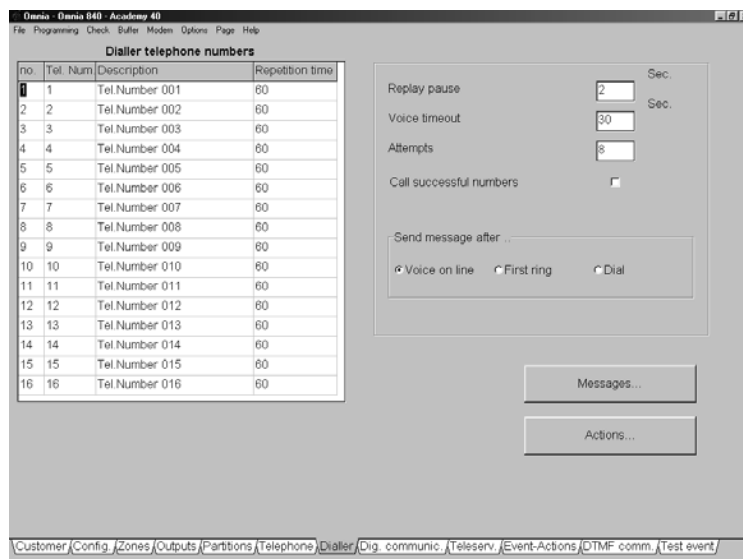 Omnia - Omnia 840 - Academy 40
File Programming Check Buffer Modem Options Page Help
Dialler telephone numbers
no. Tel. Num Description Repetition time
1 1 Tel.Number 001 60
2 2 Tel.Number 002 60
3 3 Tel.Number 003 60
4 4 Tel.Number 004 60
5 5 Tel.Number 005 60
6 6 Tel.Number 006 60
7 7 Tel.Number 007 60
8 8 Tel.Number 008 60
9 9 Tel.Number 009 60
10 10 Tel.Number 010 60
11 11 Tel.Number 011 60
12 12 Tel.Number 012 60
13 13 Tel.Number 013 60
14 14 Tel.Number 014 60
15 15 Tel.Number 015 60
16 16 Tel.Number 016 60
Replay pause 2 Sec.
Voice timeout 30 Sec.
Attempts 8
Call successful numbers
Send message after ..
Voice on line First ring Dial
Messages...
Actions...
Customer Config. Zones Outputs Partitions Telephone Dialler Dig. communic. Teleserv. Event-Actions DTMF comm. Test event